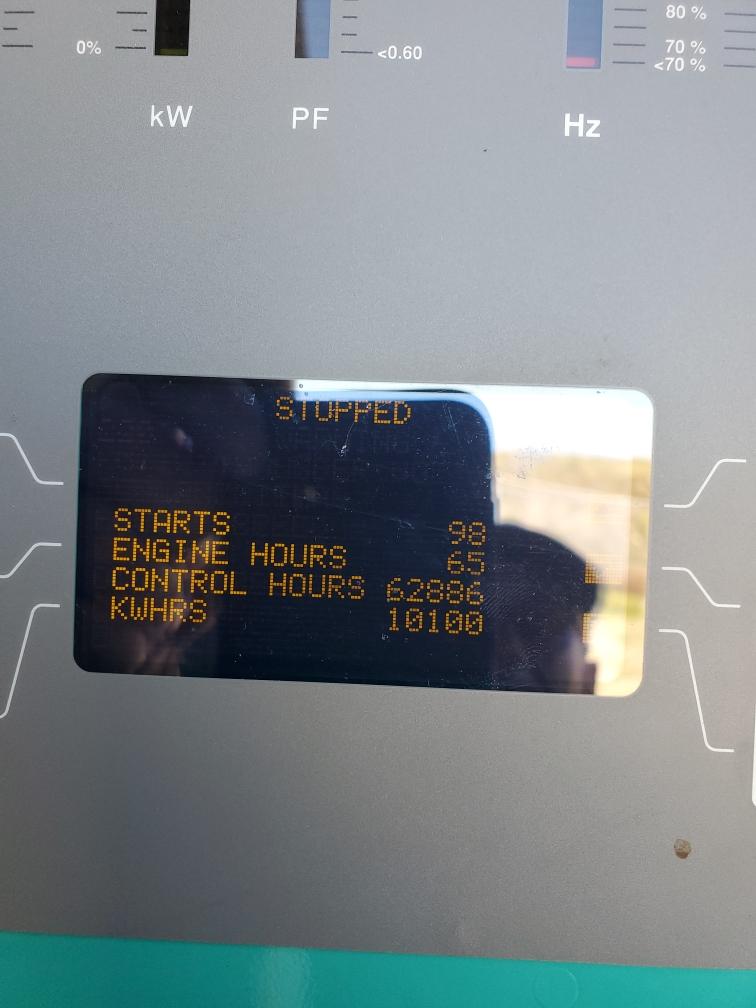 80 %
0%
<0.60
70 %
<70 %
kW
PF
Hz
STOPPED
STARTS 98
ENGINE HOURS 65
CONTROL HOURS 62886
KWHRS 10100